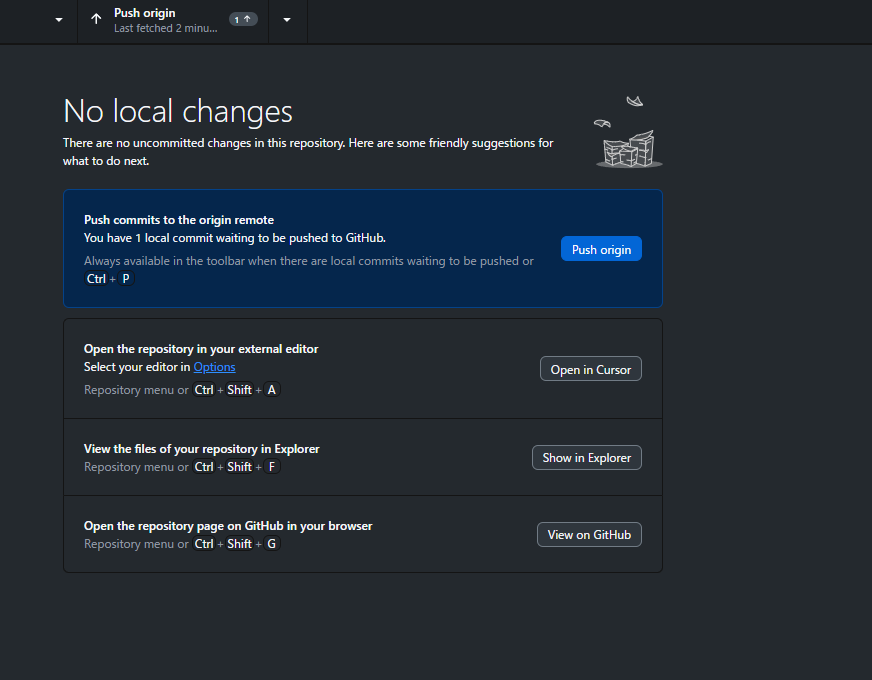 Push origin
Last fetched 2 minu...
1
No local changes
There are no uncommitted changes in this repository. Here are some friendly suggestions for
what to do next.
Push commits to the origin remote
You have 1 local commit waiting to be pushed to GitHub.
Push origin
Always available in the toolbar when there are local commits waiting to be pushed or
Ctrl + P
Open the repository in your external editor
Select your editor in Options
Open in Cursor
Repository menu or Ctrl + Shift + A
View the files of your repository in Explorer
Show in Explorer
Repository menu or Ctrl + Shift + F
Open the repository page on GitHub in your browser
View on GitHub
Repository menu or Ctrl + Shift + G